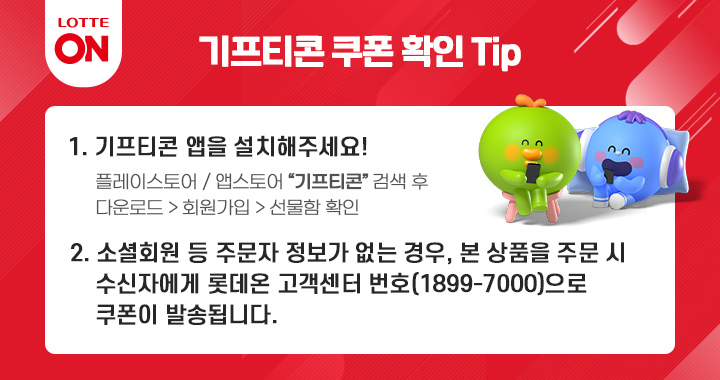 LOTTE
ON
기프티콘 쿠폰 확인 Tip
1. 기프티콘 앱을 설치해주세요!
플레이스토어 / 앱스토어 “기프티콘” 검색 후
다운로드 > 회원가입 > 선물함 확인
2. 소셜회원 등 주문자 정보가 없는 경우, 본 상품을 주문 시
수신자에게 롯데온 고객센터 번호(1899-7000)으로
쿠폰이 발송됩니다.